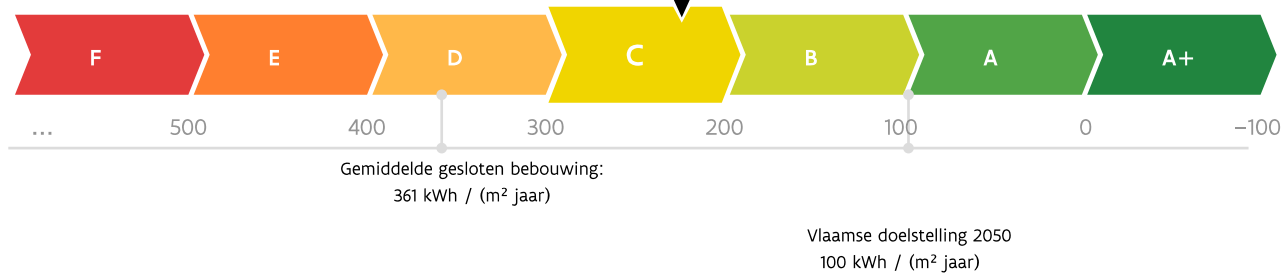 F E D C B A A+
... 500 400 300 200 100 0 −100
Gemiddelde gesloten bebouwing:
361 kWh / (m² jaar)
Vlaamse doelstelling 2050
100 kWh / (m² jaar)